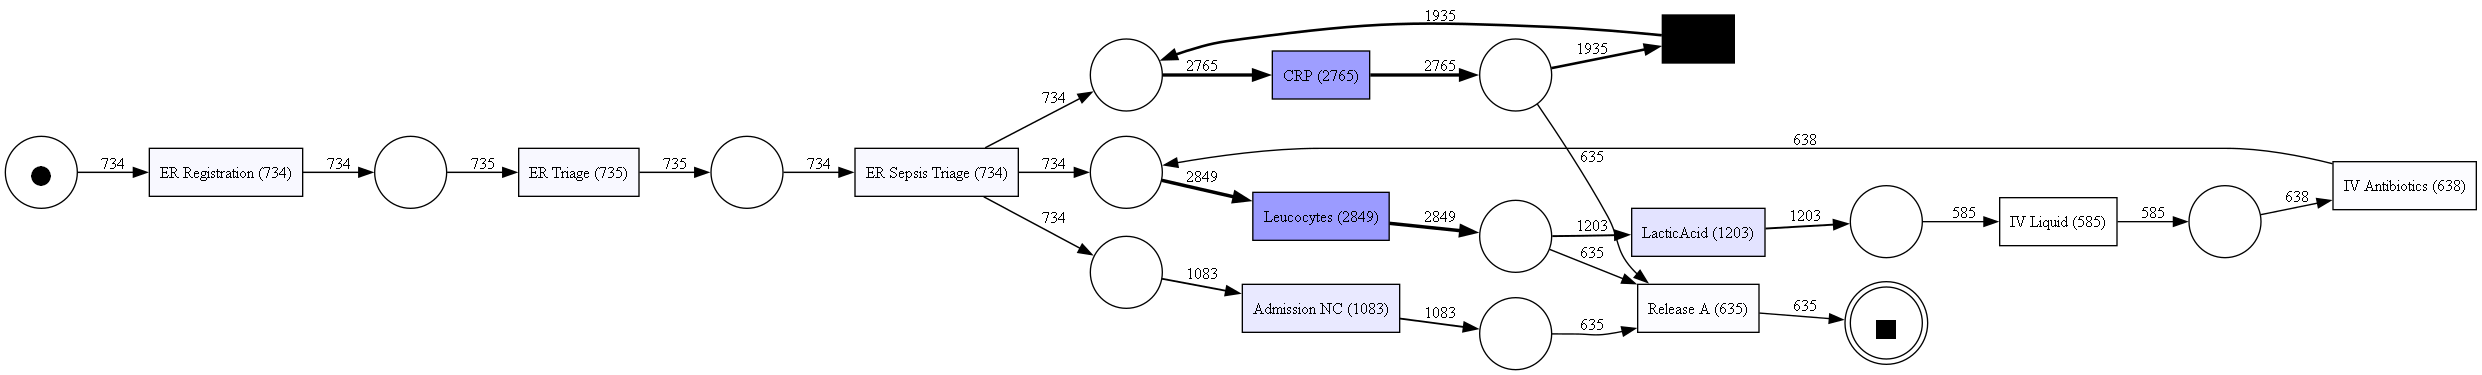 1935
734
ER Registration (734)
734
735
ER Triage (735)
735
734
ER Sepsis Triage (734)
734
2765
CRP (2765)
2765
1935
635
734
2849
Leucocytes (2849)
2849
1203
LacticAcid (1203)
1203
585
IV Liquid (585)
585
638
IV Antibiotics (638)
638
635
734
1083
Admission NC (1083)
1083
635
Release A (635)
635